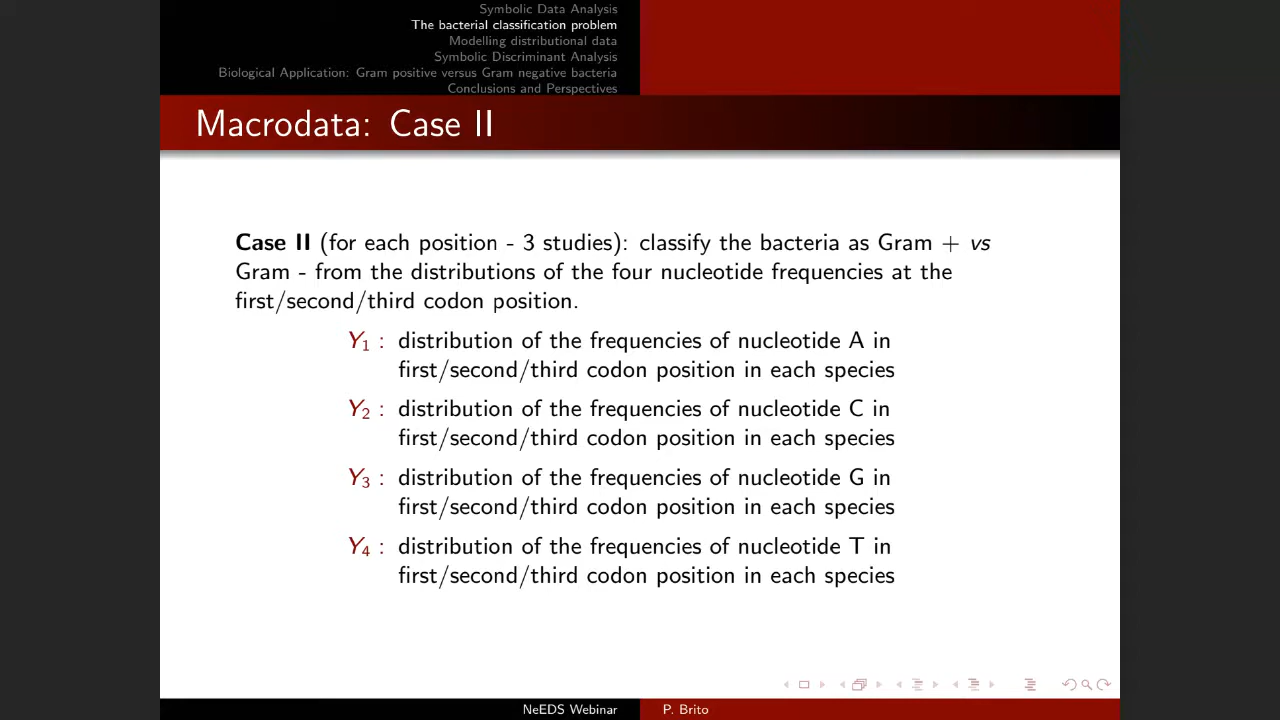 Symbolic Data Analysis
The bacterial classification problem
Modelling distributional data
Symbolic Discriminant Analysis
Biological Application: Gram positive versus Gram negative bacteria
Conclusions and Perspectives
Macrodata: Case II
Case II (for each position - 3 studies): classify the bacteria as Gram + vs
Gram - from the distributions of the four nucleotide frequencies at the
first/second/third codon position.
Y1 : distribution of the frequencies of nucleotide A in
first/second/third codon position in each species
Y2 : distribution of the frequencies of nucleotide C in
first/second/third codon position in each species
Y3 : distribution of the frequencies of nucleotide G in
first/second/third codon position in each species
Y4 : distribution of the frequencies of nucleotide T in
first/second/third codon position in each species
NeEDS Webinar P. Brito